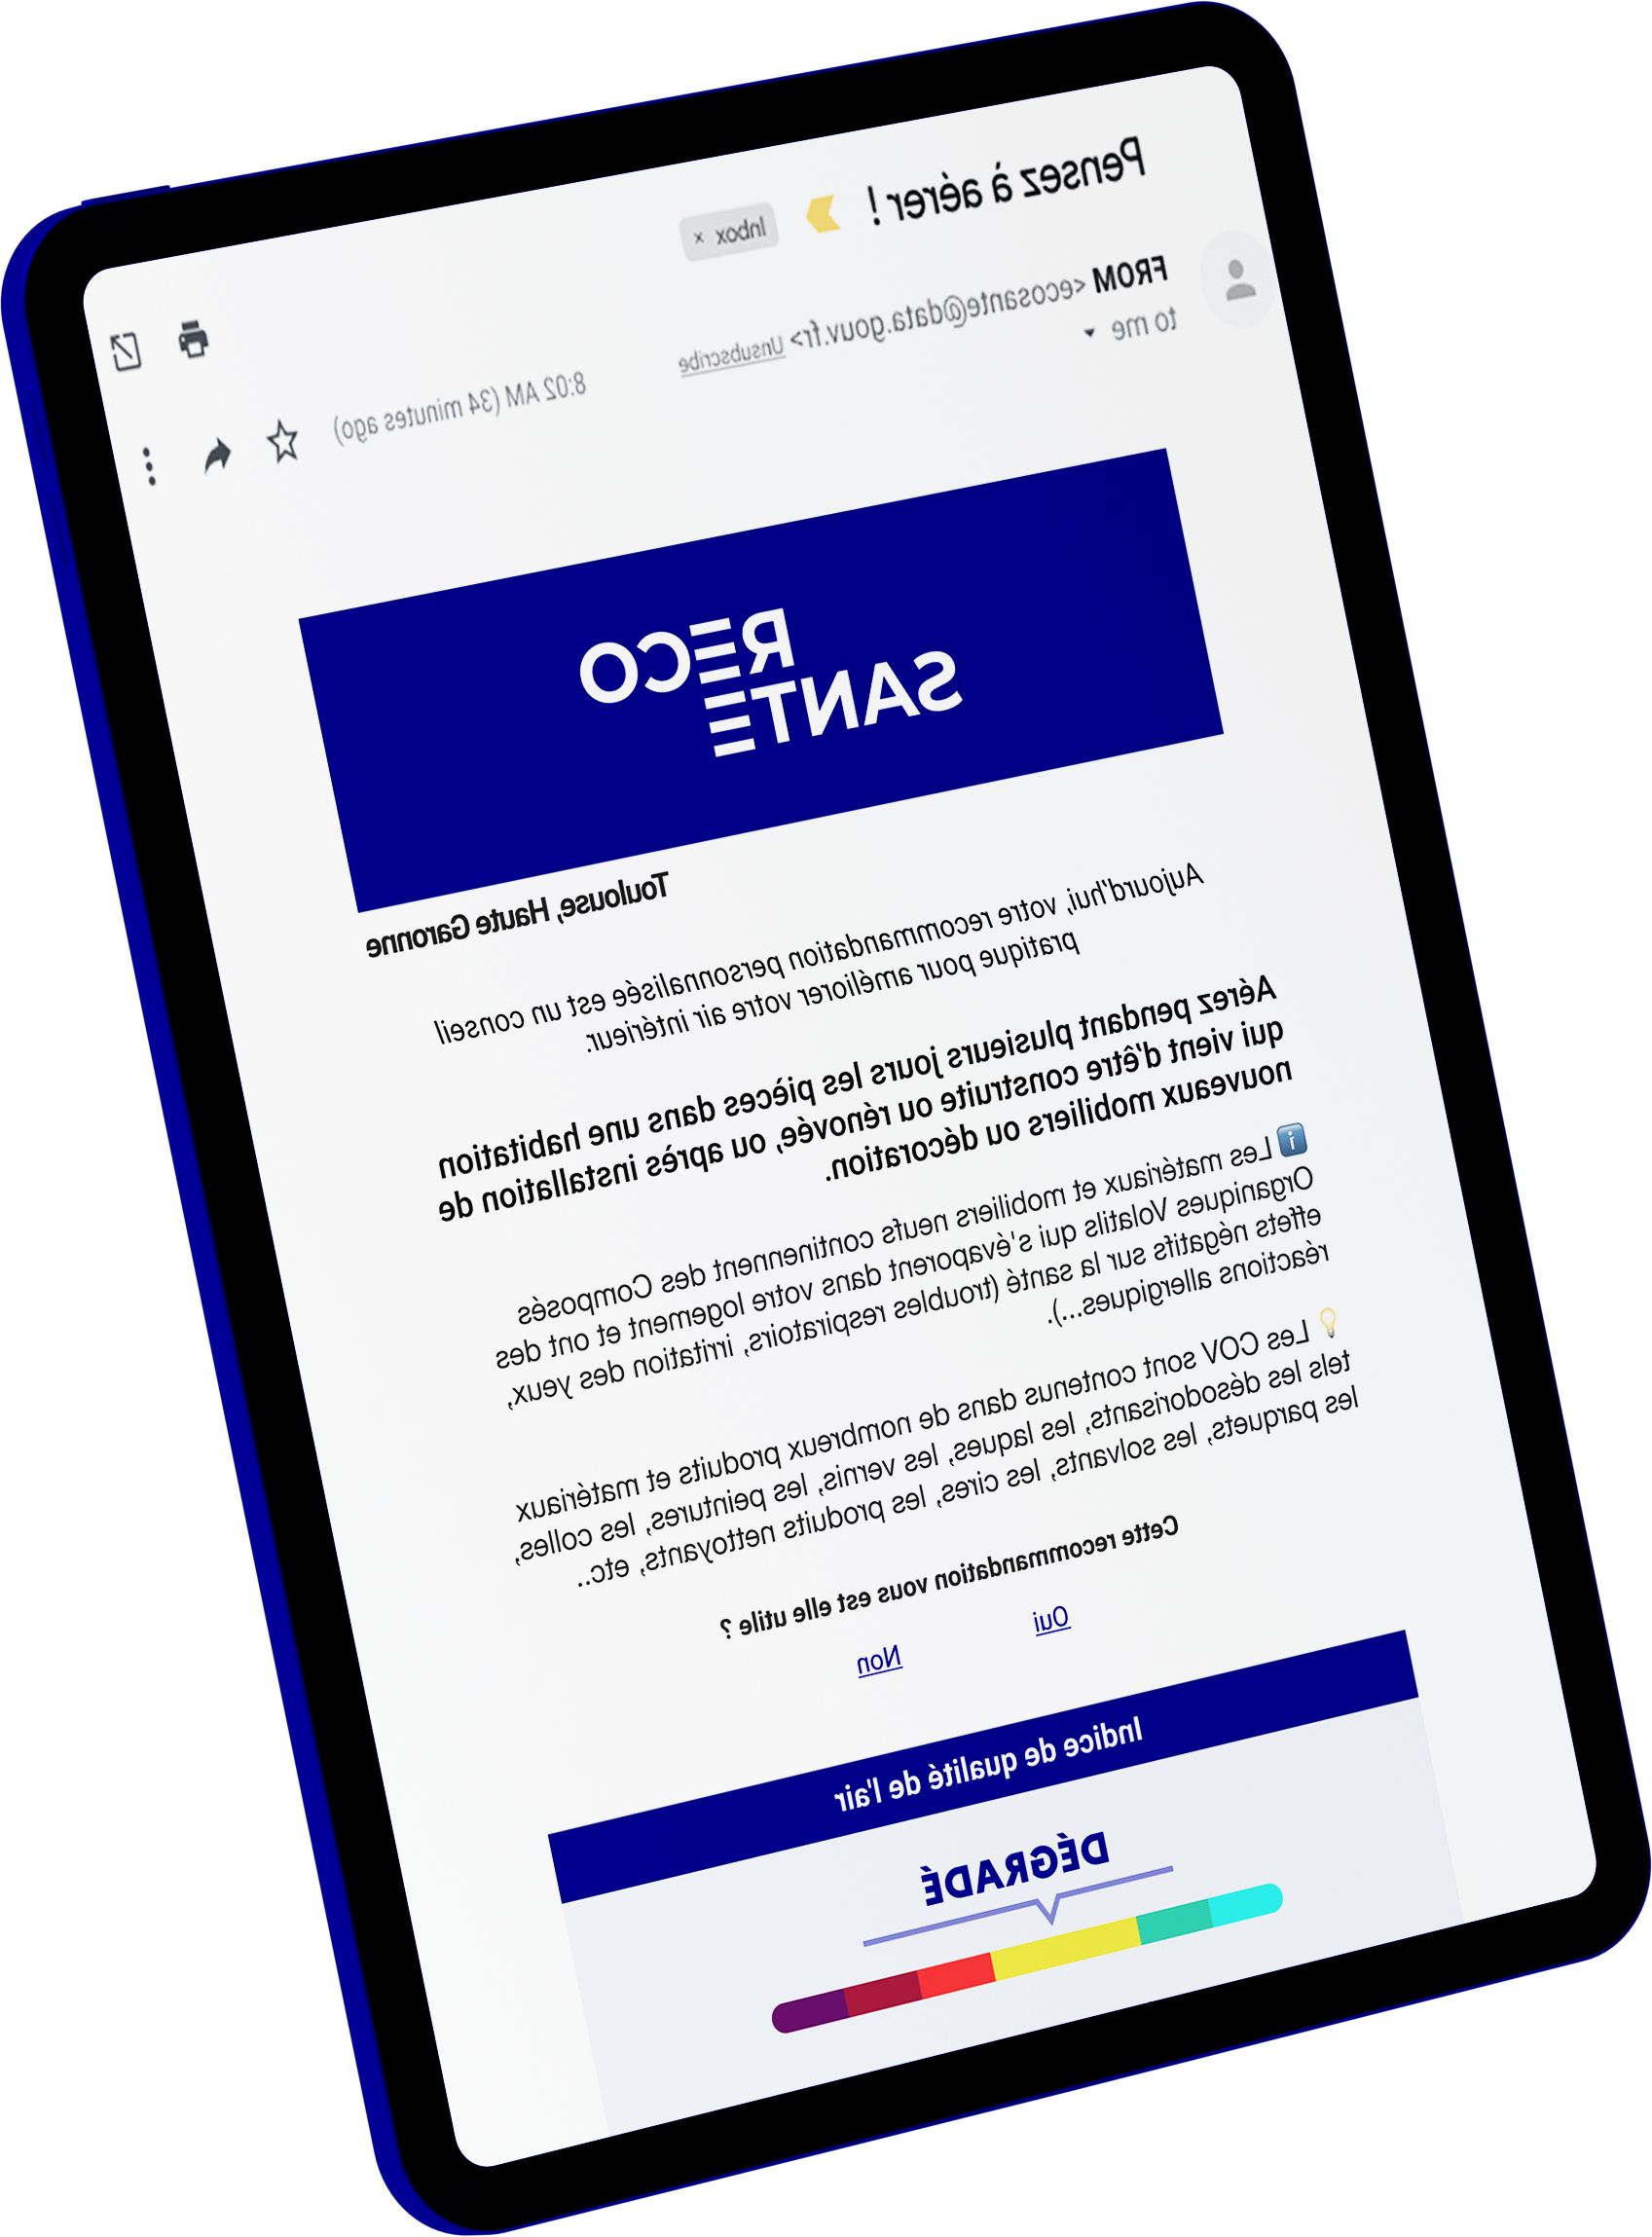 Pensez à aérer !
Inbox ×
FROM <ecosante@data.gouv.fr> Unsubscribe
to me
8:02 AM (34 minutes ago)
RECO
SANTE
Toulouse, Haute Garonne
Aujourd'hui, votre recommandation personnalisée est un conseil
pratique pour améliorer votre air intérieur.
Aérez pendant plusieurs jours les pièces dans une habitation
qui vient d'être construite ou rénovée, ou après installation de
nouveaux mobiliers ou décoration.
ℹ️ Les matériaux et mobiliers neufs continennent des Composés
Organiques Volatils qui s'évaporent dans votre logement et ont des
effets négatifs sur la santé (troubles respiratoirs, irritation des yeux,
réactions allergiques...).
💡 Les COV sont contenus dans de nombreux produits et matériaux
tels les désodorisants, les laques, les vernis, les peintures, les colles,
les parquets, les solvants, les cires, les produits nettoyants, etc..
Cette recommandation vous est elle utile ?
Oui
Non
Indice de qualité de l'air
DÉGRADÉ